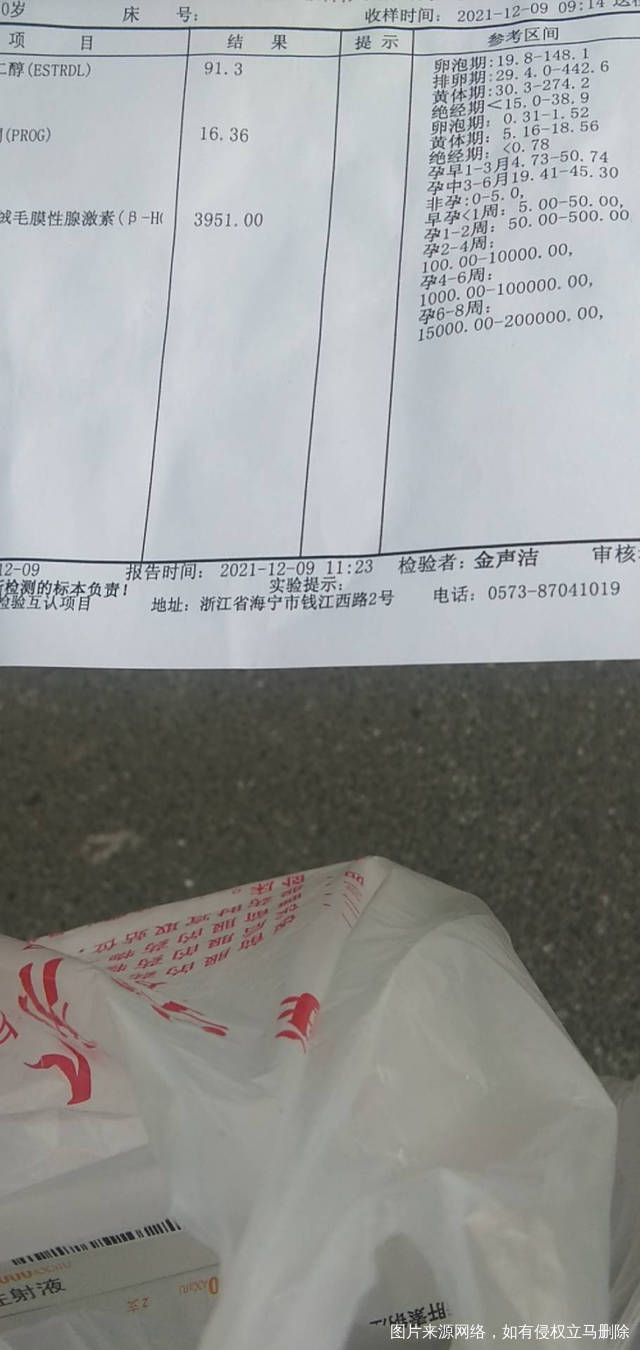 0岁 床 号: 收样时间: 2021-12-09 09:14
项 目 结 果 提 示 参考区间
二醇(ESTRDL) 91.3 卵泡期:19.8-148.1
排卵期:29.4.0-442.6
黄体期:30.3-274.2
绝经期<15.0-38.9
(PROG) 16.36 卵泡期: 0.31-1.52
黄体期: 5.16-18.56
绝经期: <0.78
孕早1-3月4.73-50.74
孕中3-6月19.41-45.30
绒毛膜性腺激素(β-H 3951.00 非孕:0-5.0,
早孕<1周: 5.00-50.00,
孕1-2周: 50.00-500.00
孕2-4周:
100.00-10000.00,
孕4-6周:
1000.00-100000.00,
孕6-8周:
15000.00-200000.00,
12-09 报告时间: 2021-12-09 11:23 检验者: 金声洁 审核
检测的标本负责! 实验提示:
检验互认项目 地址: 浙江省海宁市钱江西路2号 电话: 0573-87041019
射液
2支
肝素钠
图片来源网络，如有侵权立马删除